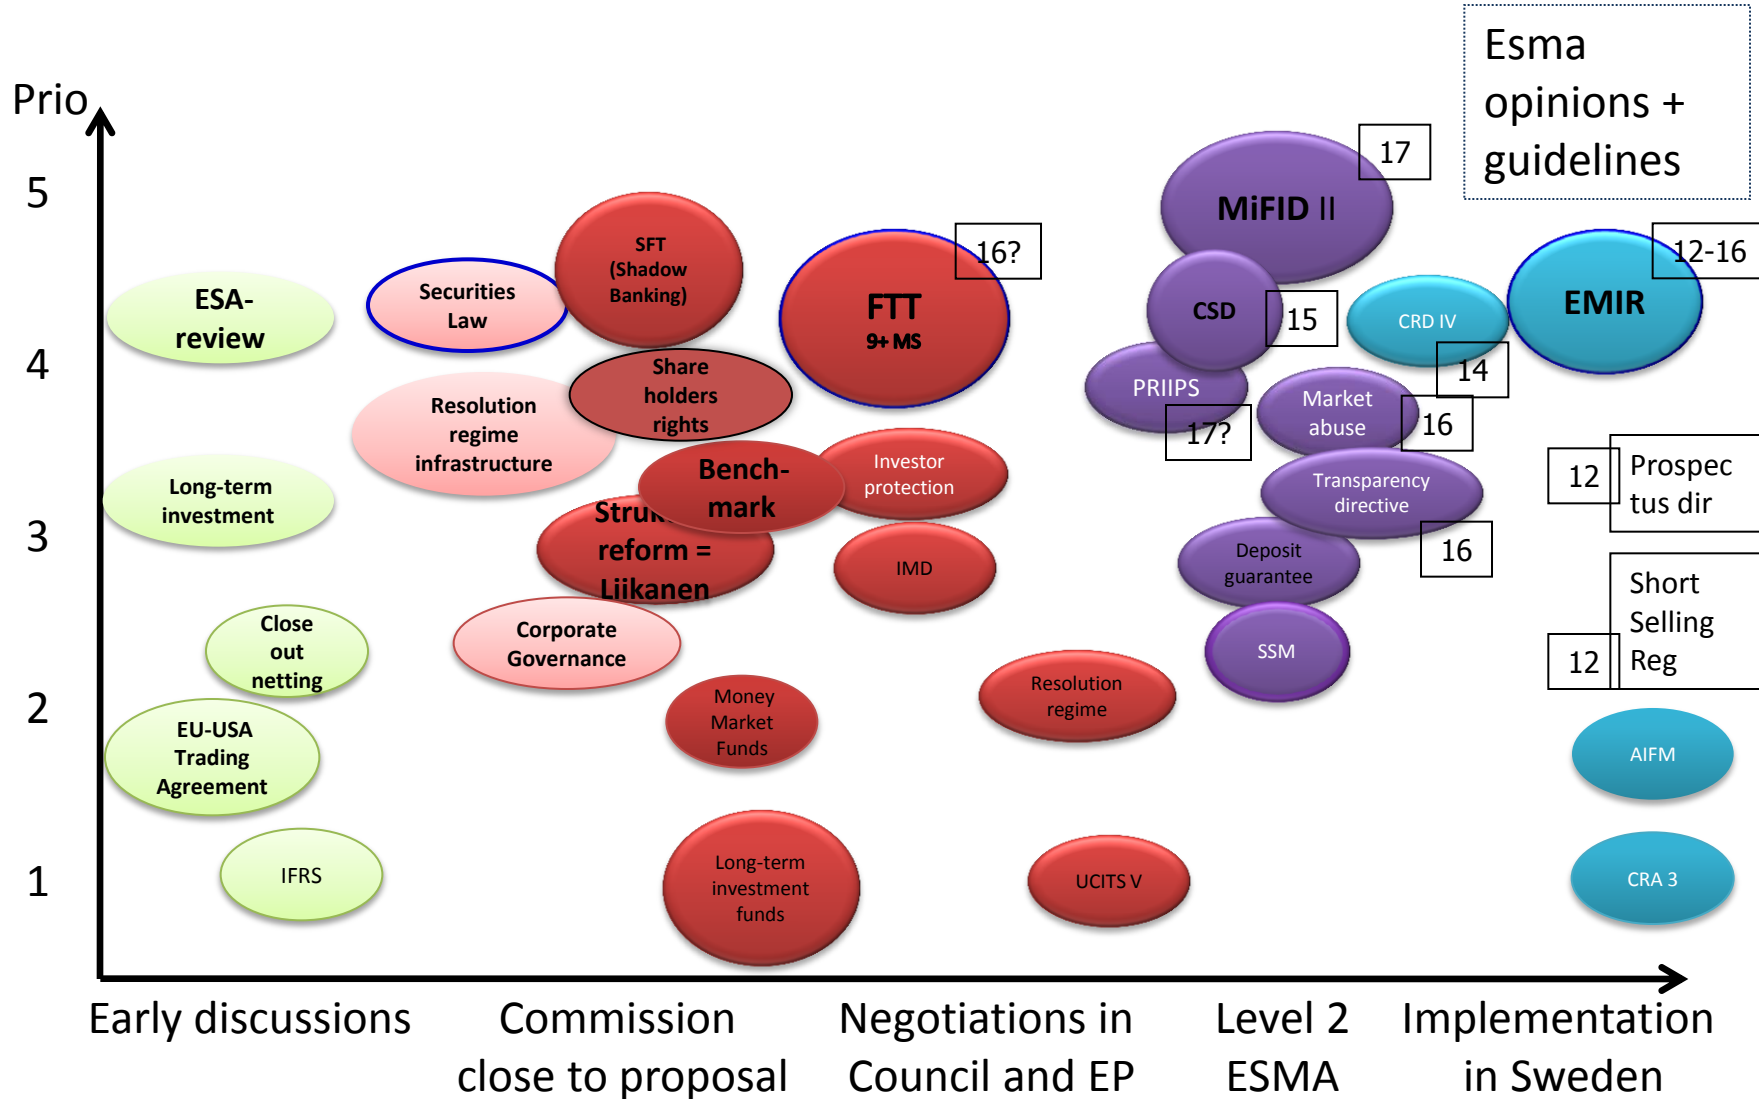 Esma
opinions +
guidelines
Prio
5
4
3
2
1
ESA-
review
Long-term
investment
Close
out
netting
EU-USA
Trading
Agreement
IFRS
Securities
Law
Resolution
regime
infrastructure
Corporate
Governance
SFT
(Shadow
Banking)
Share
holders
rights
Bench-
mark
reform =
Liikanen
Money
Market
Funds
Long-term
investment
funds
16?
FTT
9+ MS
Investor
protection
IMD
Resolution
regime
UCITS V
17
MiFID II
CSD
15
PRIIPS
17?
Market
abuse
16
Transparency
directive
16
Deposit
guarantee
SSM
CRD IV
14
12-16
EMIR
12
Prospec
tus dir
Short
Selling
Reg
12
AIFM
CRA 3
Early discussions
Commission
close to proposal
Negotiations in
Council and EP
Level 2
ESMA
Implementation
in Sweden